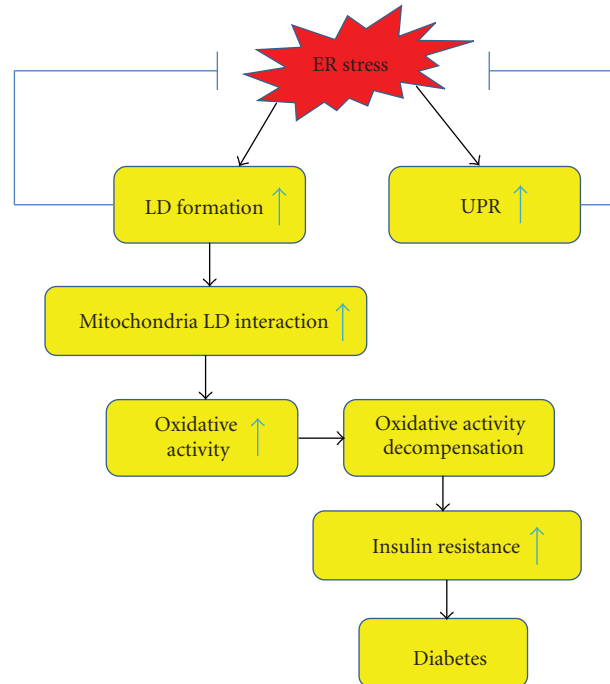 ER stress
LD formation
UPR
Mitochondria LD interaction
Oxidative
activity
Oxidative activity
decompensation
Insulin resistance
Diabetes